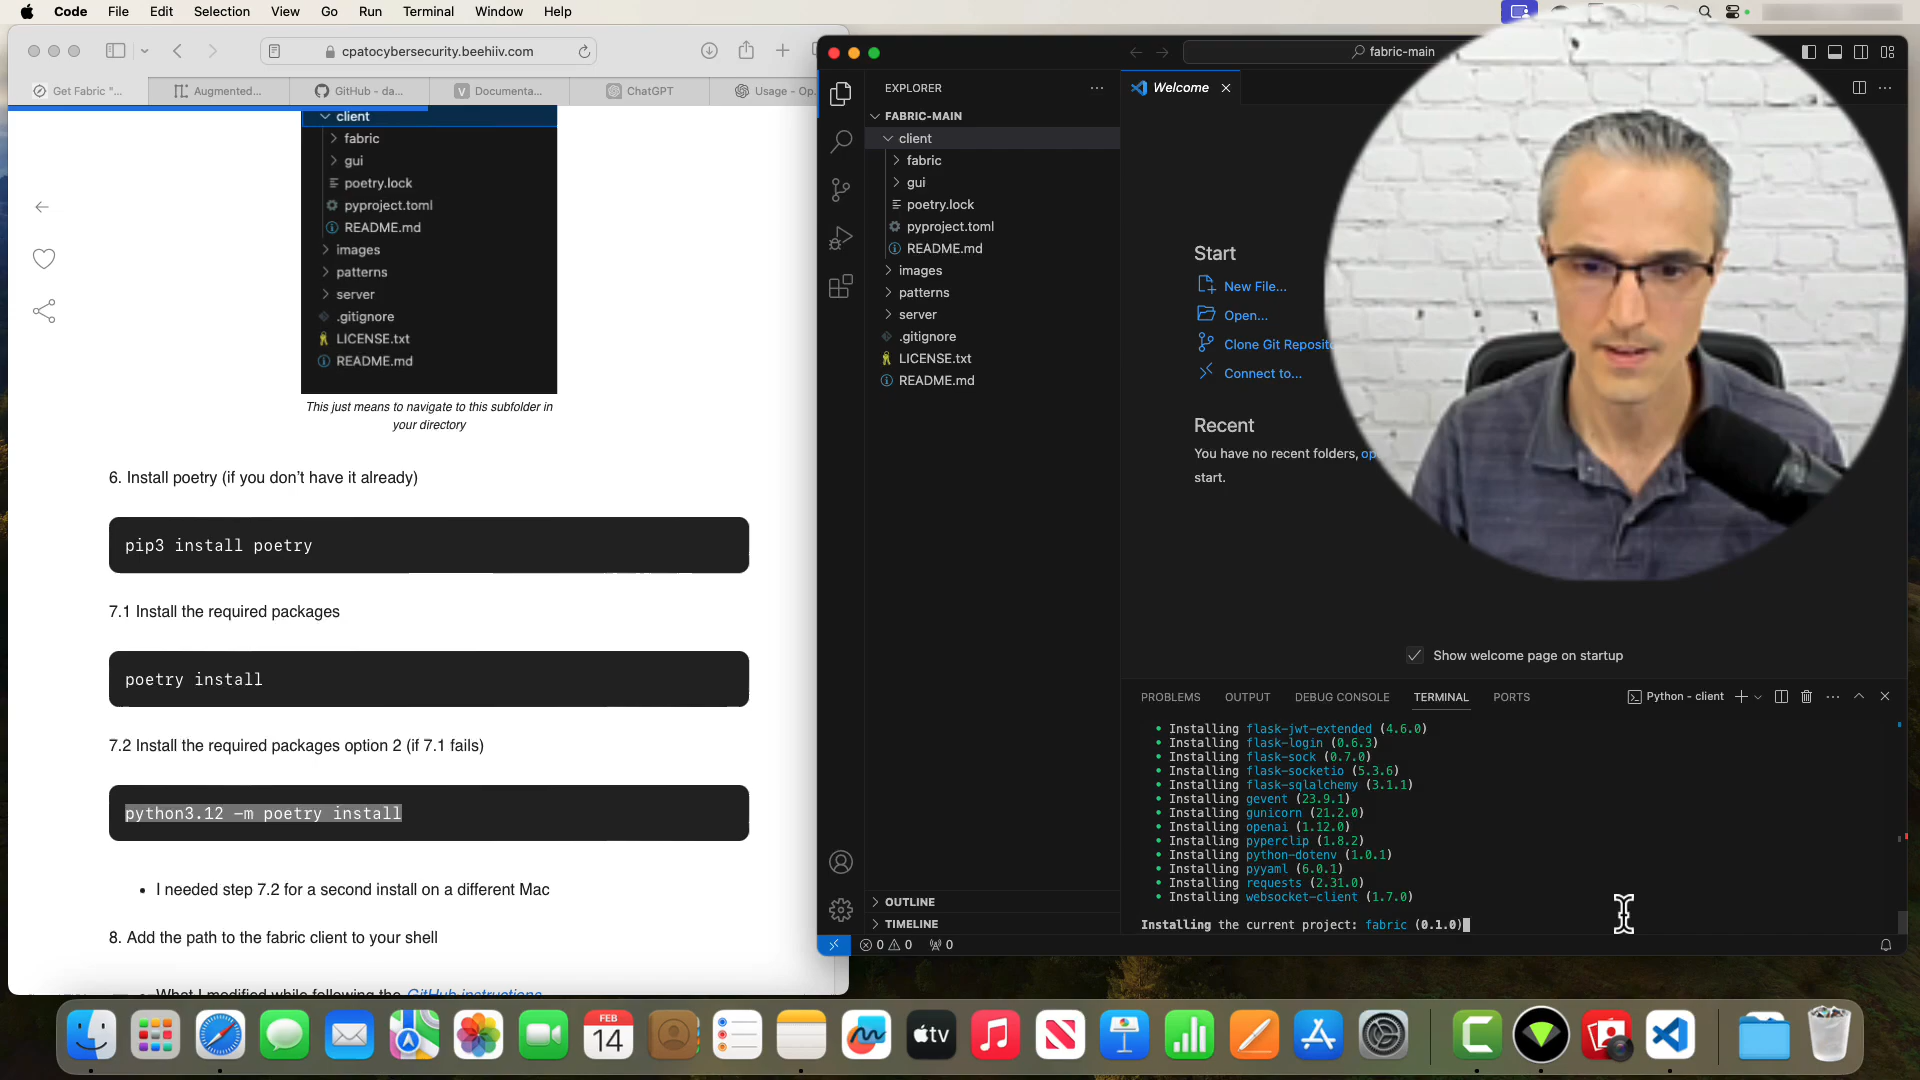 Code File Edit Selection View Go Run Terminal Window Help
cpatocybersecurity.beehiiv.com
Get Fabric "... Augmented... GitHub - da... Documenta... ChatGPT Usage - Op...
client
fabric
gui
poetry.lock
pyproject.toml
README.md
images
patterns
server
.gitignore
LICENSE.txt
README.md
This just means to navigate to this subfolder in
your directory
6. Install poetry (if you don’t have it already)
pip3 install poetry
7.1 Install the required packages
poetry install
7.2 Install the required packages option 2 (if 7.1 fails)
python3.12 -m poetry install
• I needed step 7.2 for a second install on a different Mac
8. Add the path to the fabric client to your shell
What I modified while following the GitHub instructions
fabric-main
EXPLORER
FABRIC-MAIN
client
fabric
gui
poetry.lock
pyproject.toml
README.md
images
patterns
server
.gitignore
LICENSE.txt
README.md
OUTLINE
TIMELINE
Welcome
Start
New File...
Open...
Clone Git Reposito
Connect to...
Recent
You have no recent folders, op
start.
Show welcome page on startup
PROBLEMS OUTPUT DEBUG CONSOLE TERMINAL PORTS
Python - client
• Installing flask-jwt-extended (4.6.0)
• Installing flask-login (0.6.3)
• Installing flask-sock (0.7.0)
• Installing flask-socketio (5.3.6)
• Installing flask-sqlalchemy (3.1.1)
• Installing gevent (23.9.1)
• Installing gunicorn (21.2.0)
• Installing openai (1.12.0)
• Installing pyperclip (1.8.2)
• Installing python-dotenv (1.0.1)
• Installing pyyaml (6.0.1)
• Installing requests (2.31.0)
• Installing websocket-client (1.7.0)
Installing the current project: fabric (0.1.0)
0 0 0
FEB
14
tv